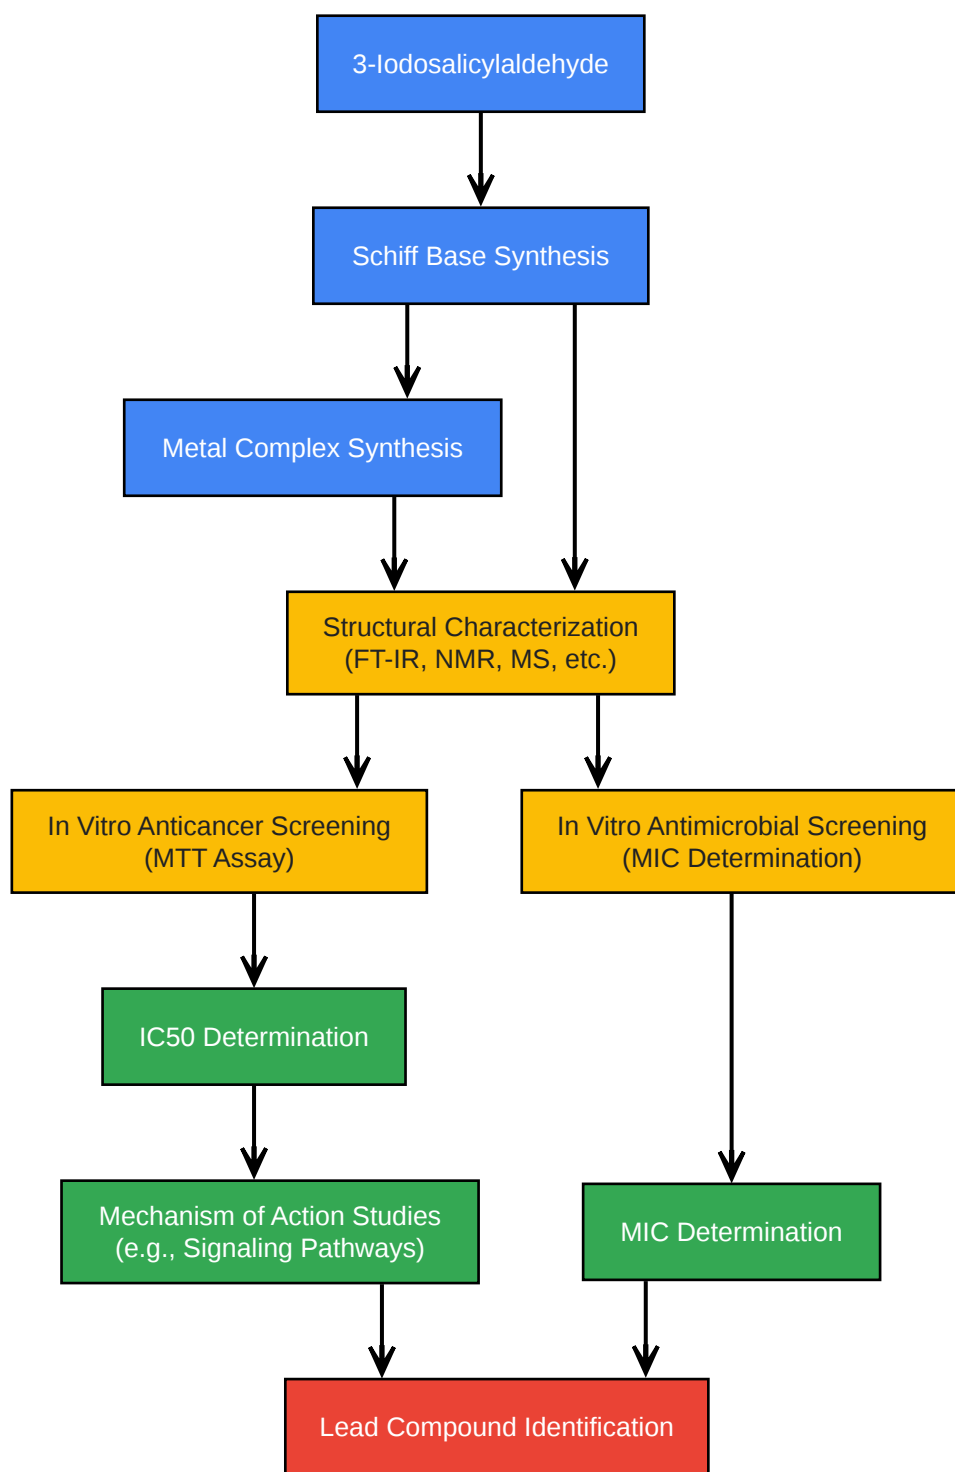 3-Iodosalicylaldehyde
Schiff Base Synthesis
Metal Complex Synthesis
Structural Characterization
(FT-IR, NMR, MS, etc.)
In Vitro Anticancer Screening
(MTT Assay)
In Vitro Antimicrobial Screening
(MIC Determination)
IC50 Determination
Mechanism of Action Studies
(e.g., Signaling Pathways)
MIC Determination
Lead Compound Identification